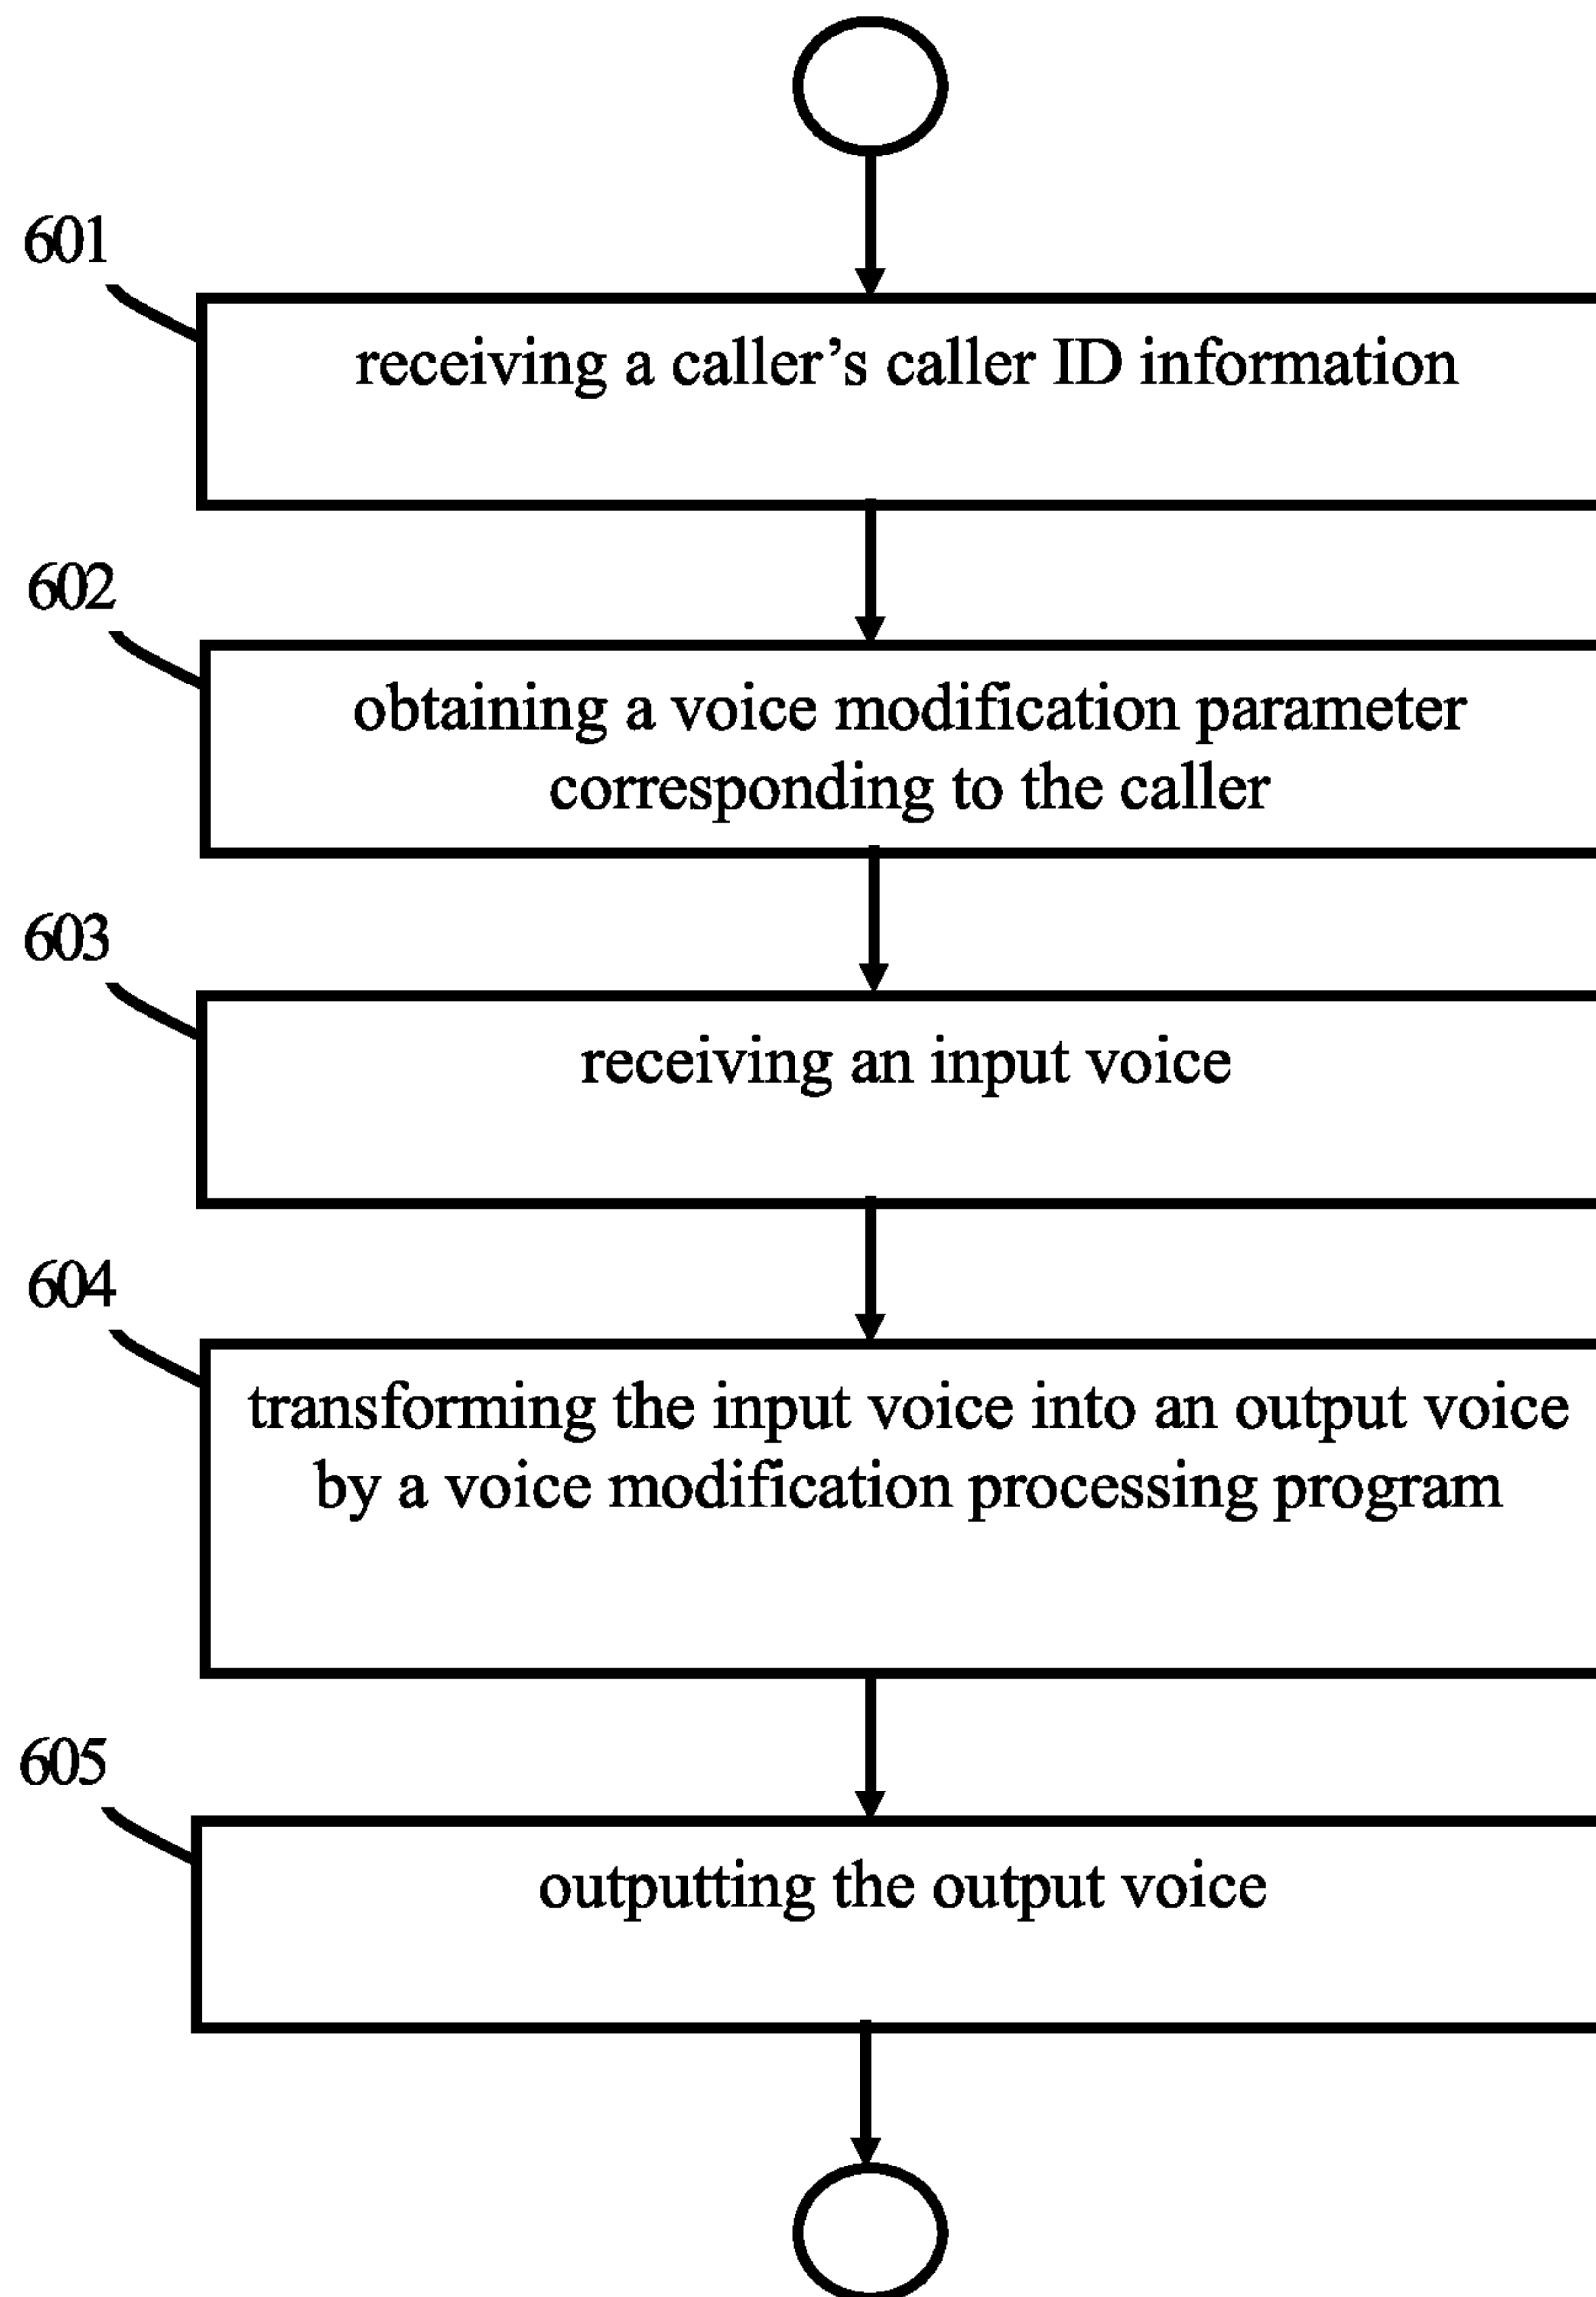 601
receiving a caller’s caller ID information
602
obtaining a voice modification parameter
corresponding to the caller
603
receiving an input voice
604
transforming the input voice into an output voice
by a voice modification processing program
605
outputting the output voice